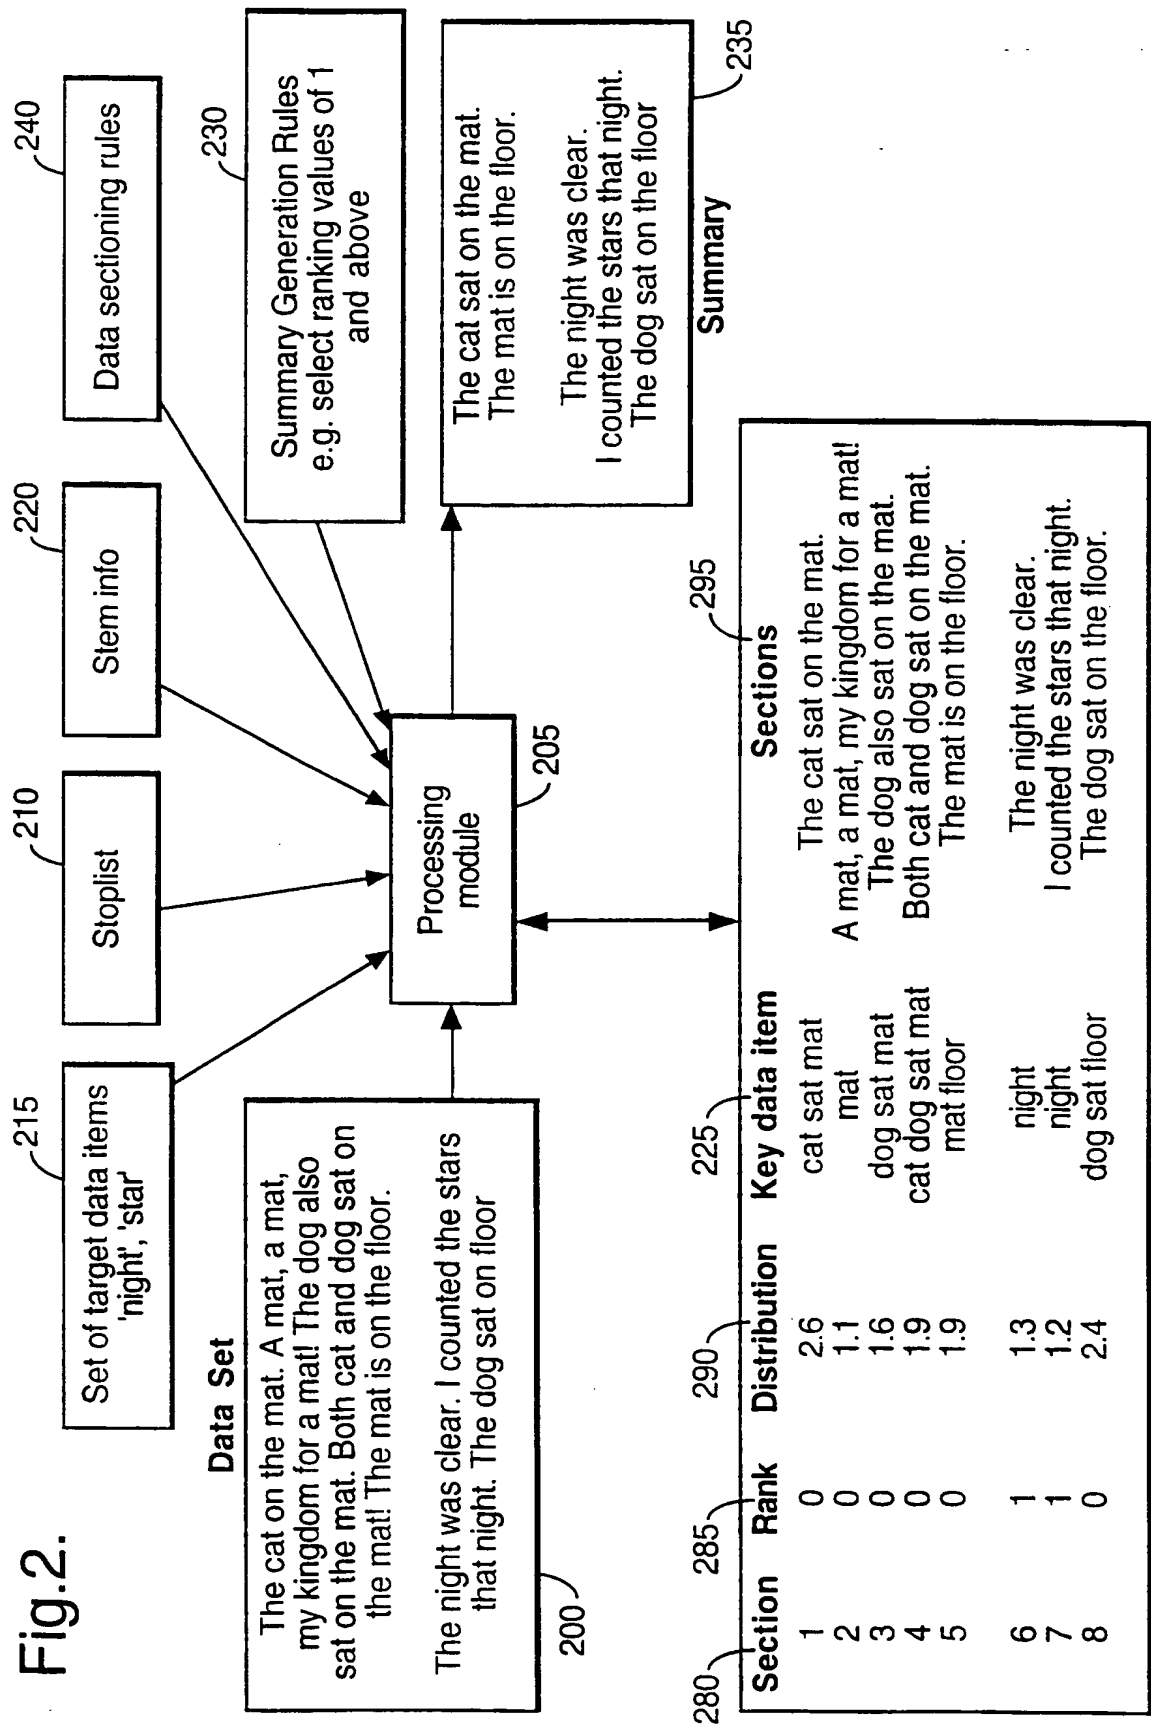 Fig.2.
215
Set of target data items
'night', 'star'
210
Stoplist
220
Stem info
240
Data sectioning rules
230
Summary Generation Rules
e.g. select ranking values of 1
and above
Data Set
The cat on the mat. A mat, a mat,
my kingdom for a mat! The dog also
sat on the mat. Both cat and dog sat on
the mat! The mat is on the floor.
The night was clear. I counted the stars
that night. The dog sat on floor
200
Processing
module
205
The cat sat on the mat.
The mat is on the floor.
The night was clear.
I counted the stars that night.
The dog sat on the floor
Summary
235
280 285 290 225 295
Section Rank Distribution Key data item Sections
1 0 2.6 cat sat mat The cat sat on the mat.
2 0 1.1 mat A mat, a mat, my kingdom for a mat!
3 0 1.6 dog sat mat The dog also sat on the mat.
4 0 1.9 cat dog sat mat Both cat and dog sat on the mat.
5 0 1.9 mat floor The mat is on the floor.
6 1 1.3 night The night was clear.
7 1 1.2 night I counted the stars that night.
8 0 2.4 dog sat floor The dog sat on the floor.